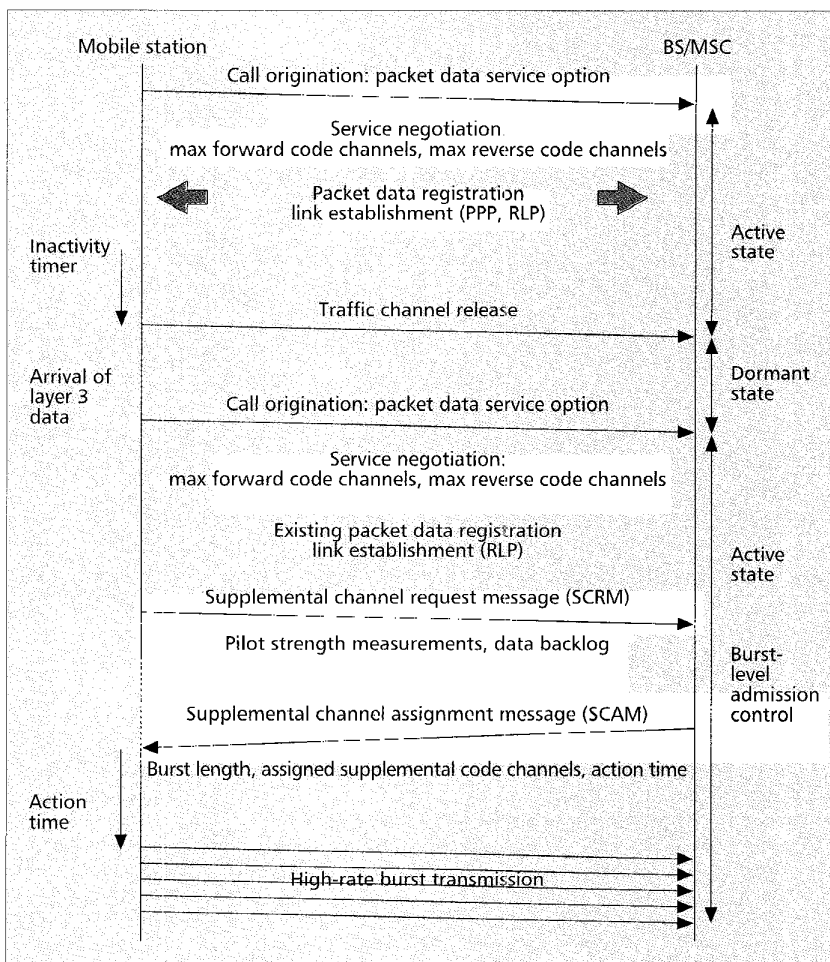 Mobile station
BS/MSC
Call origination: packet data service option
Service negotiation
max forward code channels, max reverse code channels
Packet data registration
link establishment (PPP, RLP)
Inactivity
timer
Active
state
Traffic channel release
Arrival of
layer 3
data
Dormant
state
Call origination: packet data service option
Service negotiation:
max forward code channels, max reverse code channels
Existing packet data registration
link establishment (RLP)
Active
state
Supplemental channel request message (SCRM)
Pilot strength measurements, data backlog
Burst-
level
admission
control
Supplemental channel assignment message (SCAM)
Burst length, assigned supplemental code channels, action time
Action
time
High-rate burst transmission